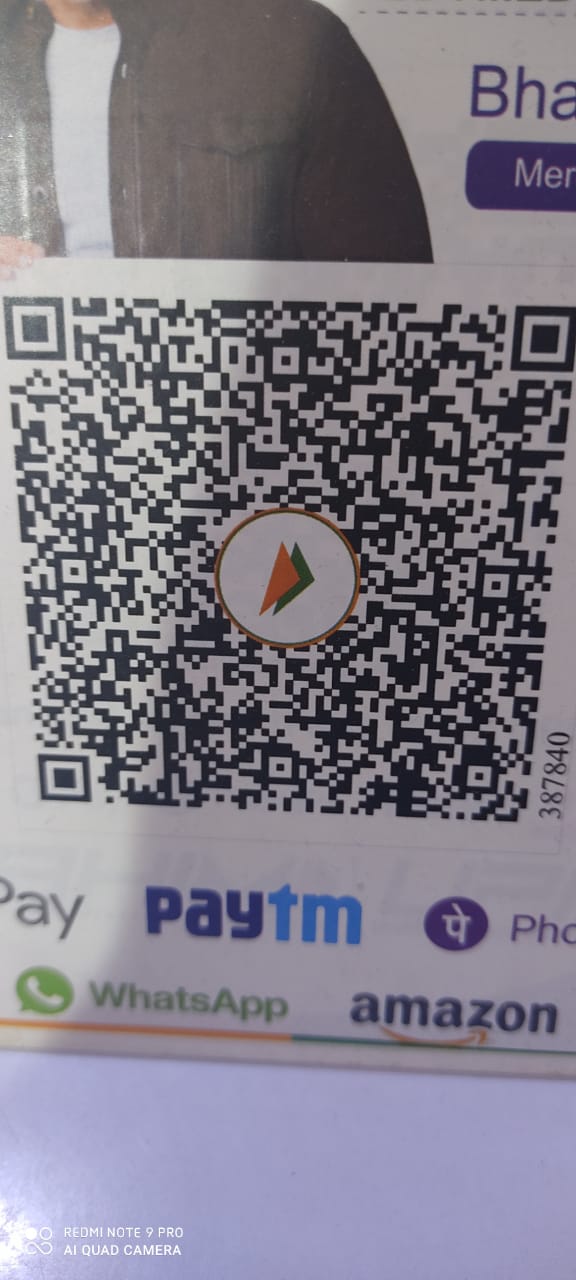 Bha
Mer
387840
Pay
paytm
पे Pho
WhatsApp
amazon
REDMI NOTE 9 PRO
AI QUAD CAMERA